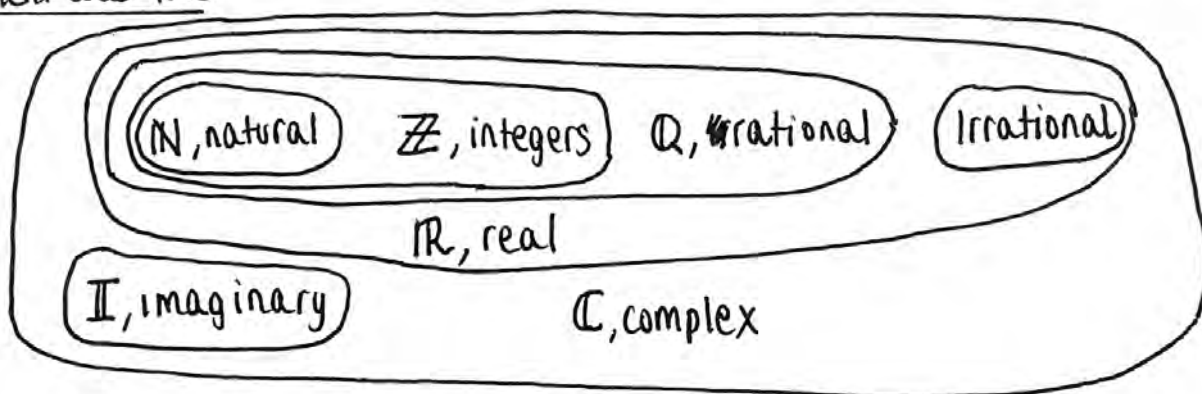 ℕ, natural ℤ, integers ℚ, rational Irrational
ℝ, real
𝕀, imaginary ℂ, complex